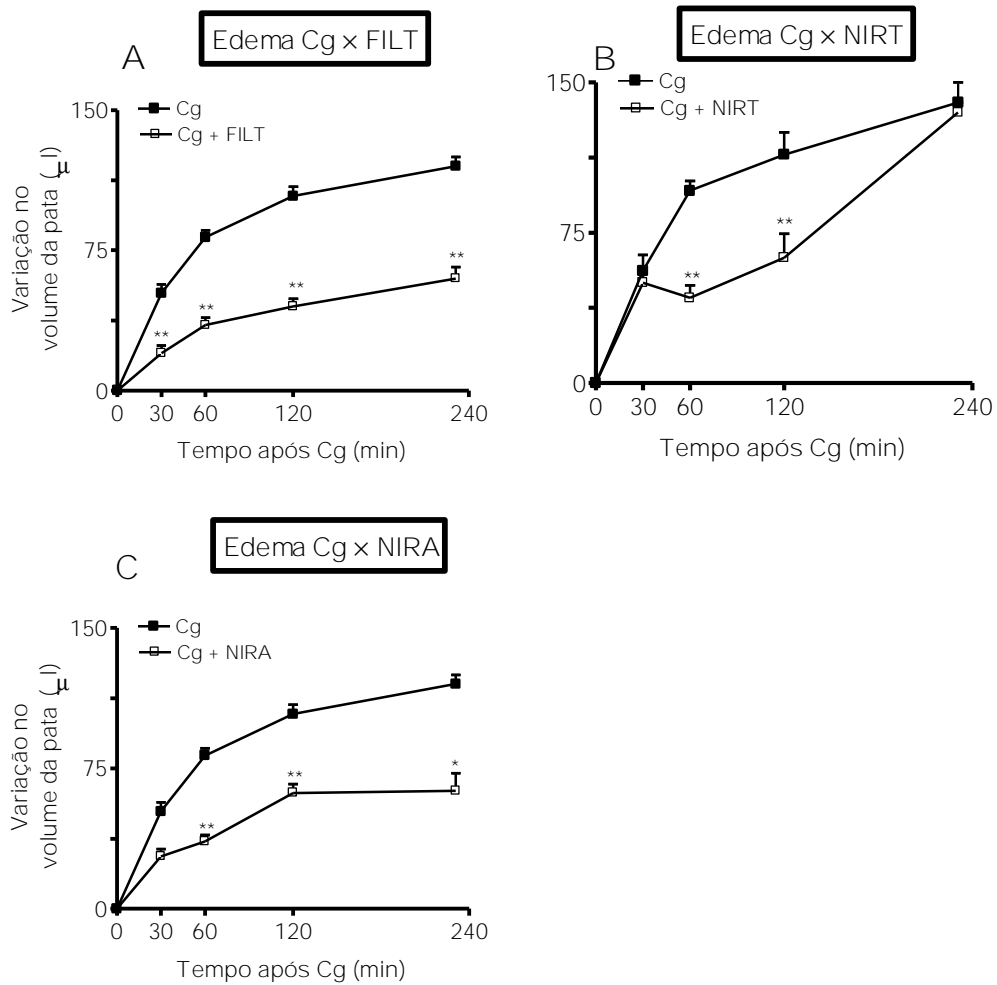 A
Edema Cg × FILT
150
75
0
Cg
Cg + FILT
**
**
**
**
0 30 60 120 240
Variação no
volume da pata (_l)
μ
Tempo após Cg (min)
B
Edema Cg × NIRT
150
75
0
Cg
Cg + NIRT
**
**
0 30 60 120 240
Tempo após Cg (min)
C
Edema Cg × NIRA
150
75
0
Cg
Cg + NIRA
**
**
*
0 30 60 120 240
Variação no
volume da pata (_l)
μ
Tempo após Cg (min)